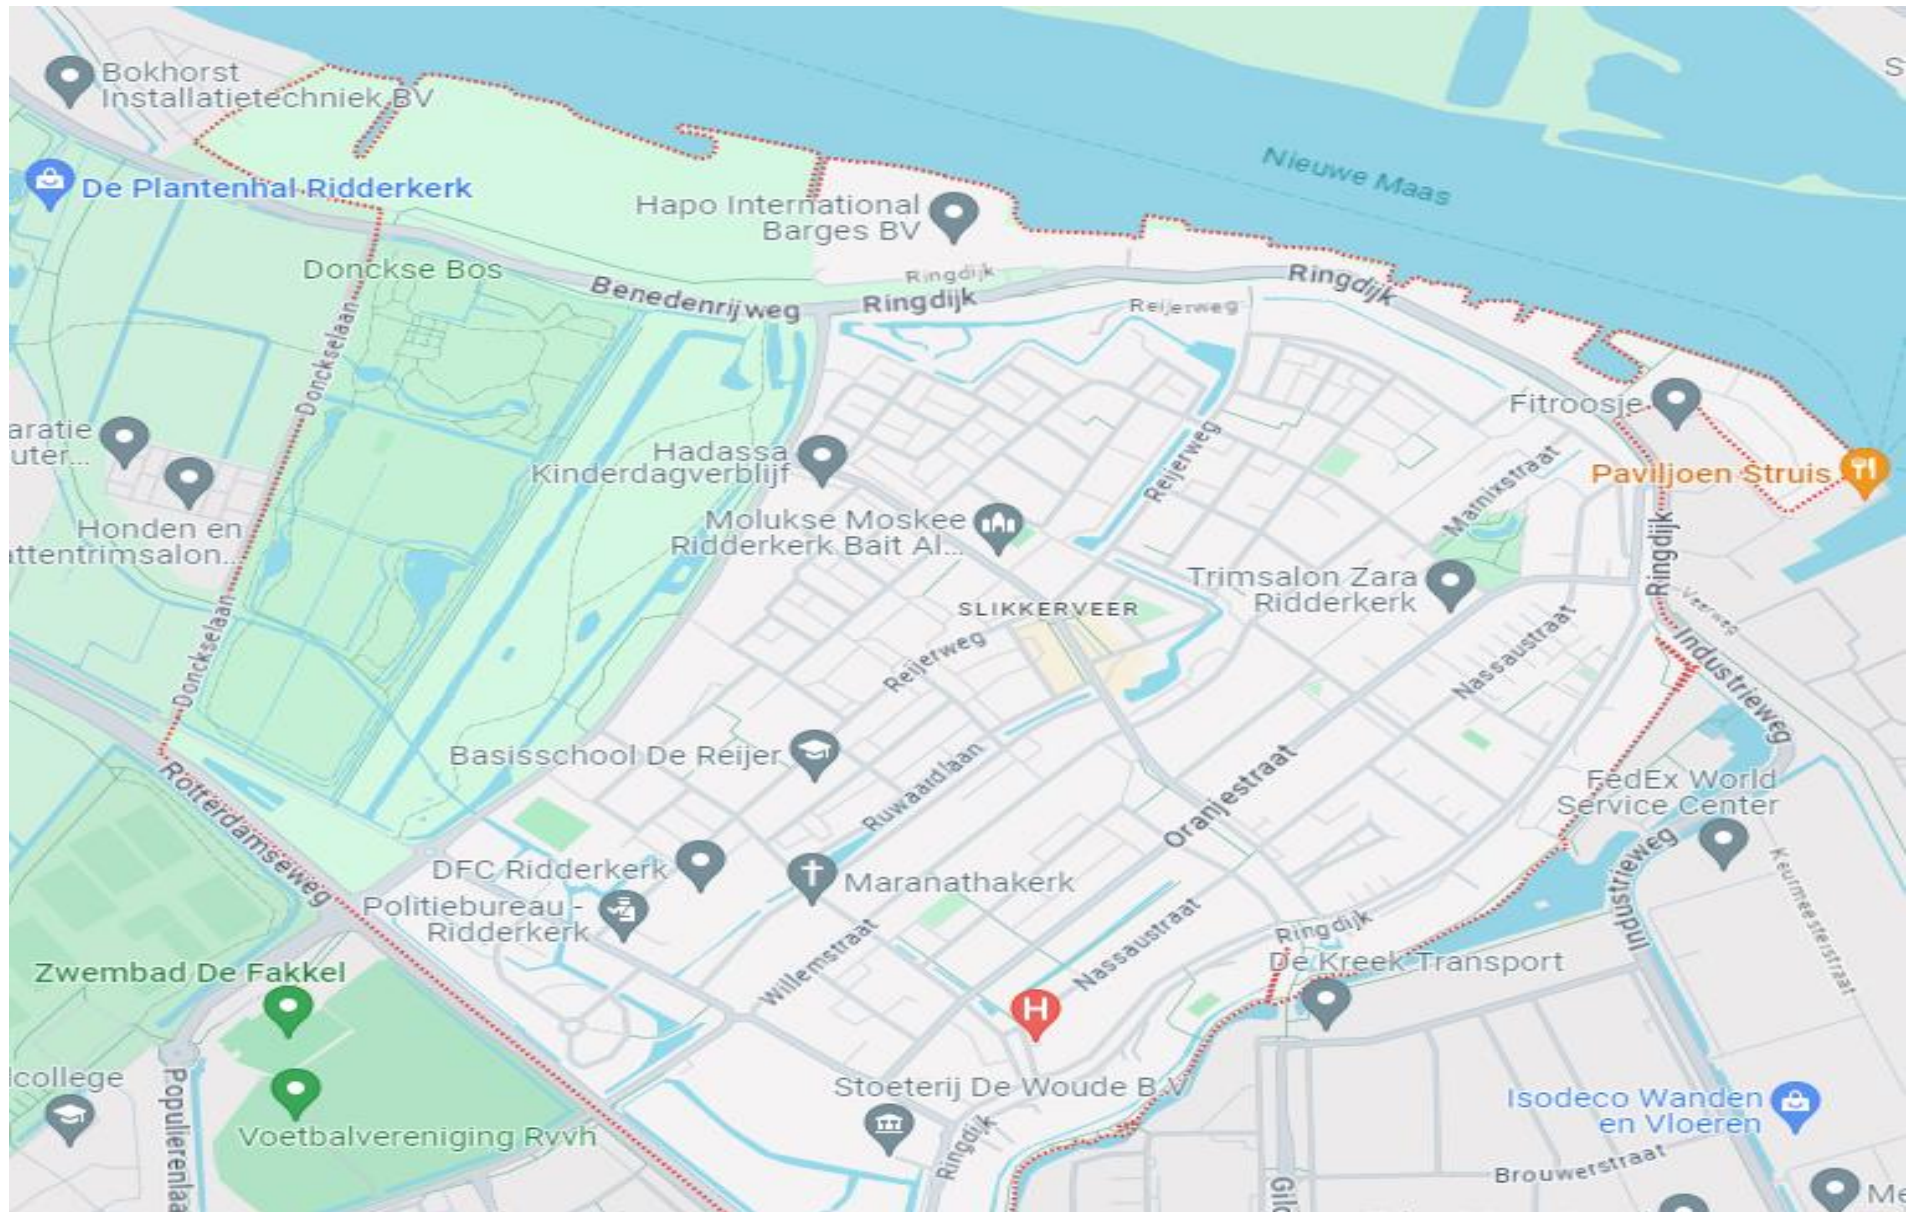 Bokhorst
Installatietechniek BV
De Plantenhal Ridderkerk
Nieuwe Maas
Hapo International
Barges BV
Donckse Bos
Ringdijk
Benedenrijweg
Ringdijk
Ringdijk
Reijerweg
Donckselaan
Fitroosje
aratie
uter...
Hadassa
Kinderdagverblijf
Reijerweg
Marnixstraat
Paviljoen Struis
Honden en
attentrimsalon...
Molukse Moskee
Ridderkerk Bait Al...
Ringdijk
Trimsalon Zara
Ridderkerk
SLIKKERVEER
Veerweg
Donckselaan
Reijerweg
Nassaustraat
Industrieweg
Basisschool De Reijer
Ruwaardlaan
Oranjestraat
FedEx World
Service Center
Rotterdamseweg
DFC Ridderkerk
Maranathakerk
Industrieweg
Keurmeesterstraat
Politiebureau -
Ridderkerk
Willemstraat
Nassaustraat
Ringdijk
De Kreek Transport
Zwembad De Fakkel
H
lcollege
Populierenlaa
Stoeterij De Woude B.V
Voetbalvereniging Rvvh
Ringdijk
Isodeco Wanden
en Vloeren
Brouwerstraat
Gild
Me